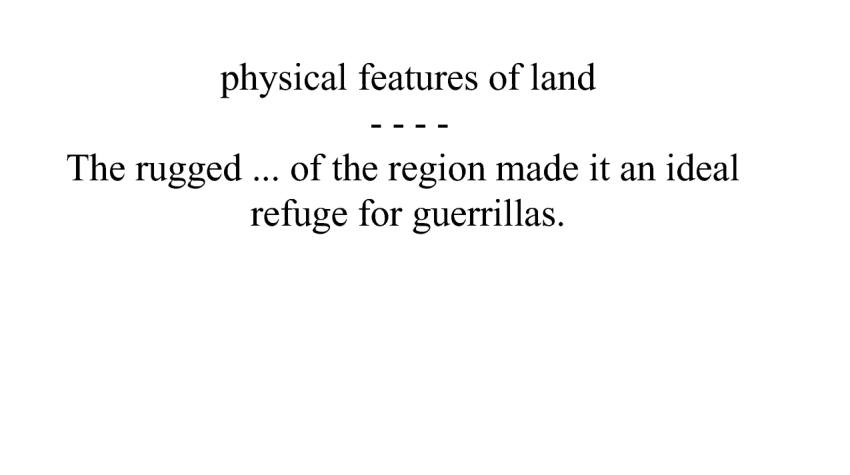 physical features of land
- - - -
The rugged ... of the region made it an ideal
refuge for guerrillas.